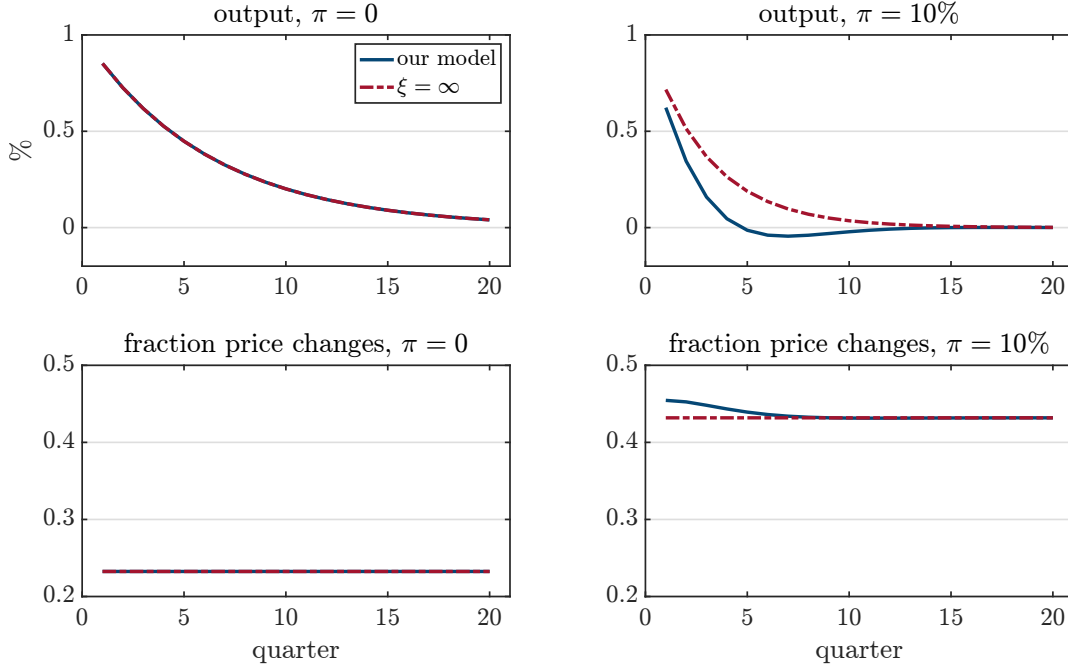 output, π = 0
1
0.5
0
%
our model
ξ = ∞
0 5 10 15 20
output, π = 10%
1
0.5
0
0 5 10 15 20
fraction price changes, π = 0
0.5
0.4
0.3
0.2
0 5 10 15 20
quarter
fraction price changes, π = 10%
0.5
0.4
0.3
0.2
0 5 10 15 20
quarter